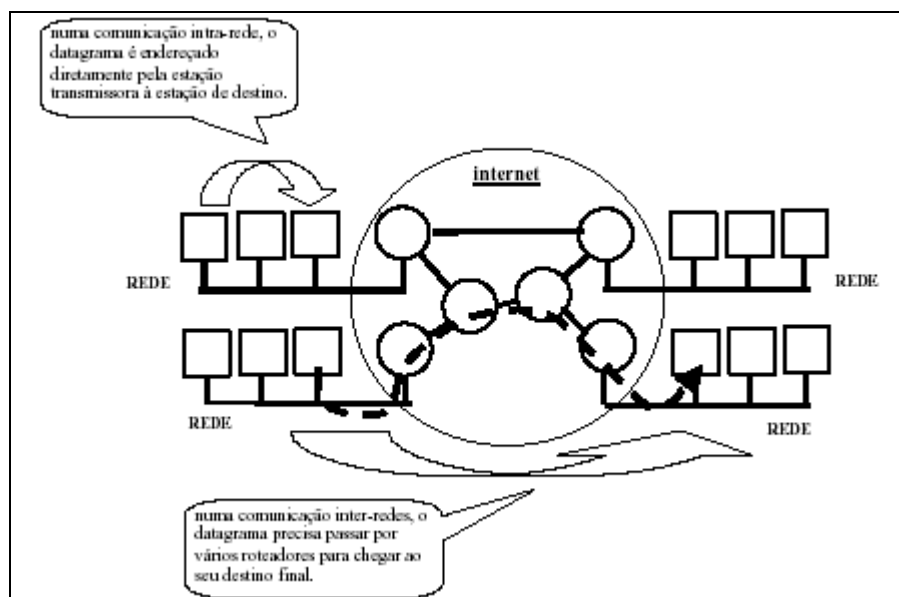 numa comunicação intra-rede, o
datagrama é endereçado
diretamente pela estação
transmissora à estação de destino.
internet
REDE
REDE
REDE
REDE
numa comunicação inter-redes, o
datagrama precisa passar por
vários roteadores para chegar ao
seu destino final.